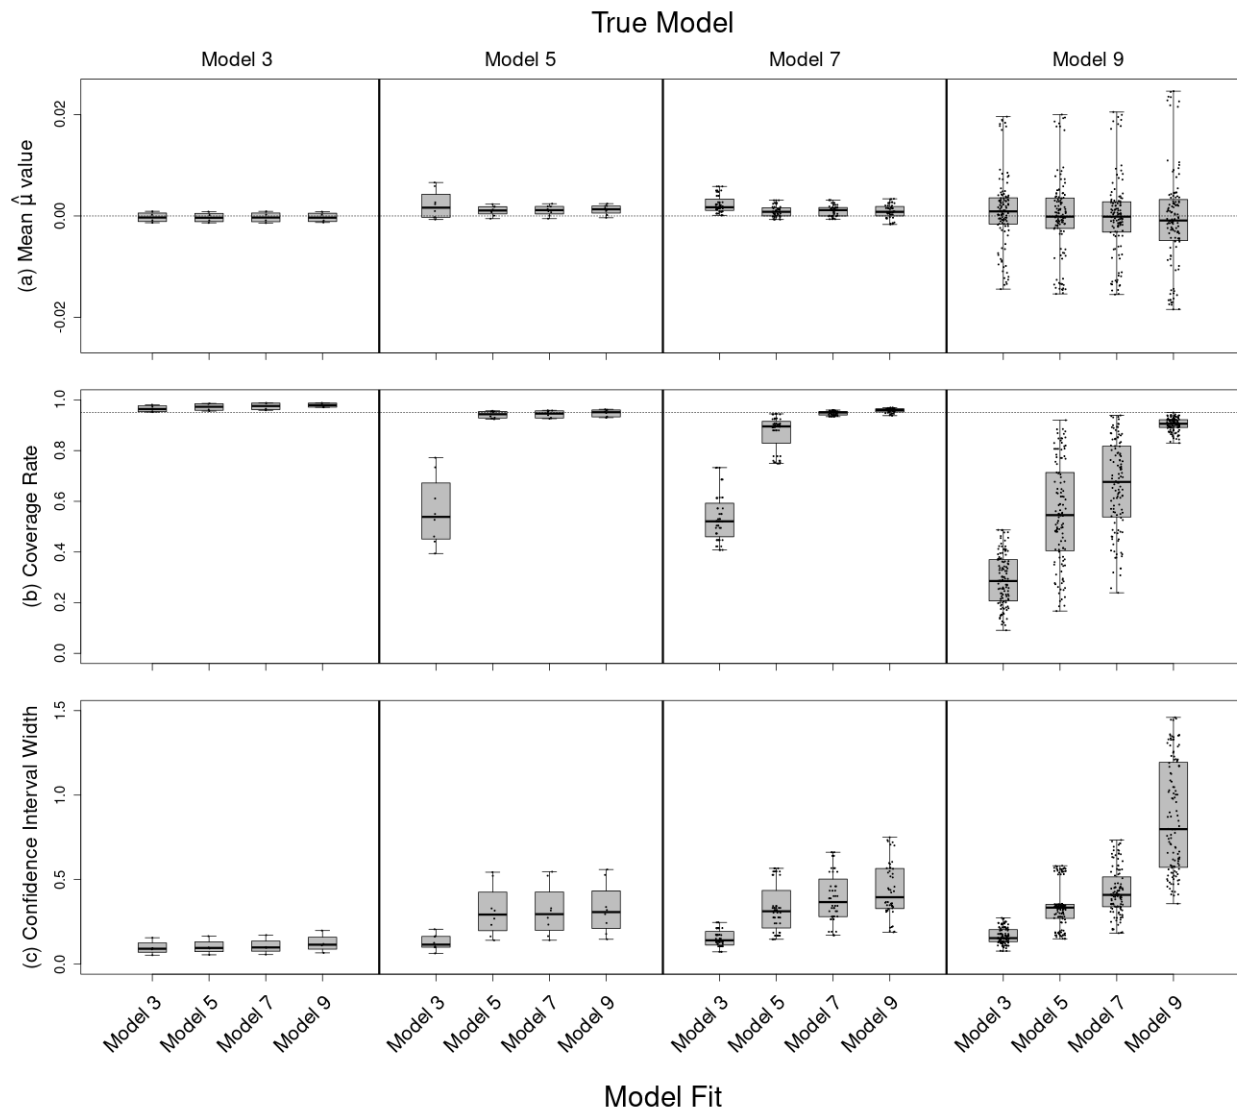 True Model
Model 3 Model 5 Model 7 Model 9
(a) Mean μ̂ value
0.02
0.00
-0.02
(b) Coverage Rate
1.0
0.8
0.6
0.4
0.2
0.0
(c) Confidence Interval Width
1.5
1.0
0.5
0.0
Model 3 Model 5 Model 7 Model 9 Model 3 Model 5 Model 7 Model 9 Model 3 Model 5 Model 7 Model 9 Model 3 Model 5 Model 7 Model 9
Model Fit